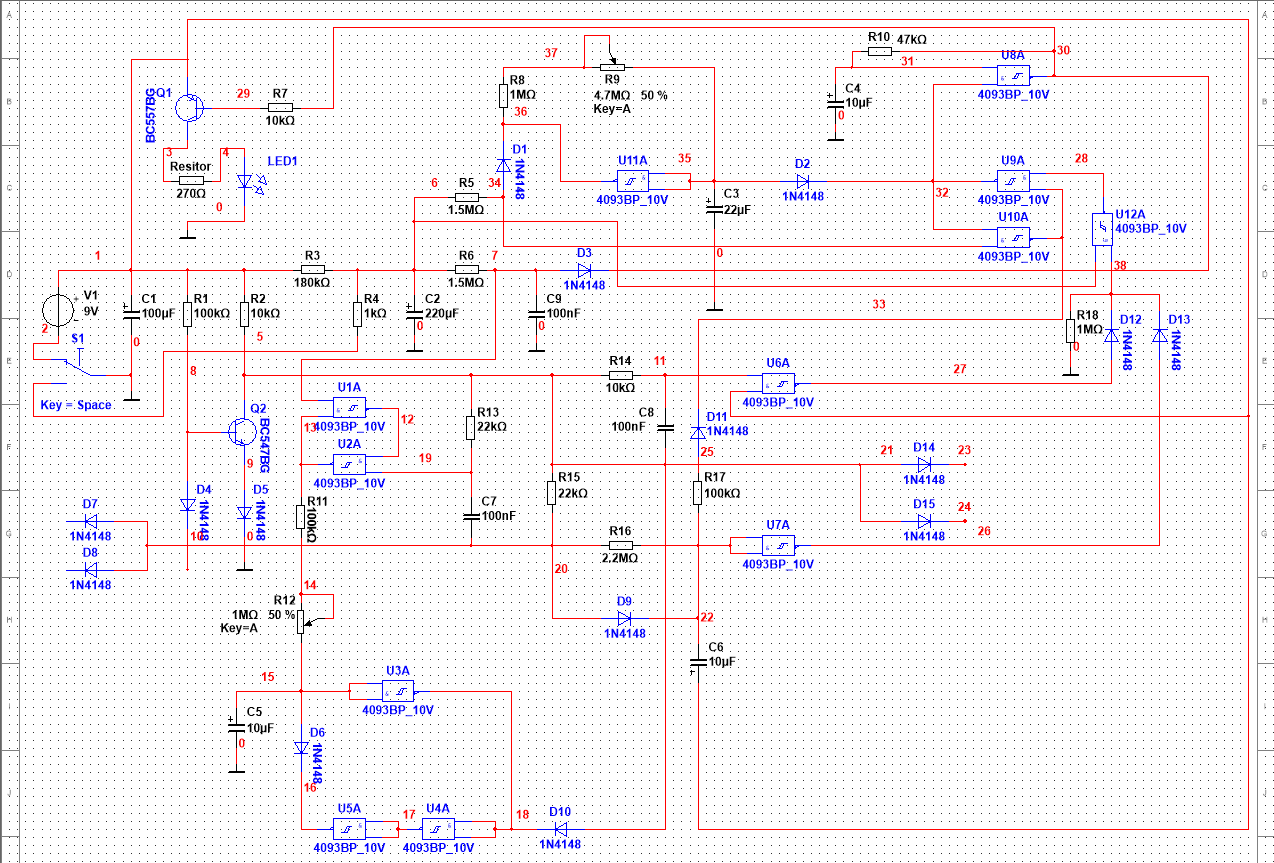 R10 47kΩ
U8A
30
4093BP_10V
31
C4
10µF
0
37
R9
4.7MΩ 50 %
Key=A
R8
1MΩ
36
Q1
BC557BG
29
R7
10kΩ
3
4
Resitor
270Ω
LED1
0
D1
1N4148
U11A
35
4093BP_10V
6
R5
34
1.5MΩ
C3
22µF
0
D2
1N4148
32
U9A
28
4093BP_10V
U10A
4093BP_10V
U12A
4093BP_10V
38
1
R3
180kΩ
R6
7
1.5MΩ
D3
1N4148
V1
9V
2
S1
Key = Space
C1
100µF
0
R1
100kΩ
R2
10kΩ
5
8
R4
1kΩ
C2
220µF
0
C9
100nF
0
33
R18
1MΩ
0
D12
1N4148
D13
1N4148
R14
11
10kΩ
U6A
27
4093BP_10V
Q2
BC547BG
9
U1A
13
4093BP_10V
12
U2A
19
4093BP_10V
R13
22kΩ
C8
100nF
D11
1N4148
25
D14
21
23
1N4148
D15
24
1N4148
26
D4
1N4148
10
D5
1N4148
0
R11
100kΩ
C7
100nF
R15
22kΩ
R17
100kΩ
D7
1N4148
D8
1N4148
R16
2.2MΩ
20
U7A
4093BP_10V
14
R12
1MΩ 50 %
Key=A
D9
22
1N4148
C6
10µF
15
U3A
4093BP_10V
C5
10µF
0
D6
1N4148
16
U5A
17
U4A
18
D10
4093BP_10V
4093BP_10V
1N4148